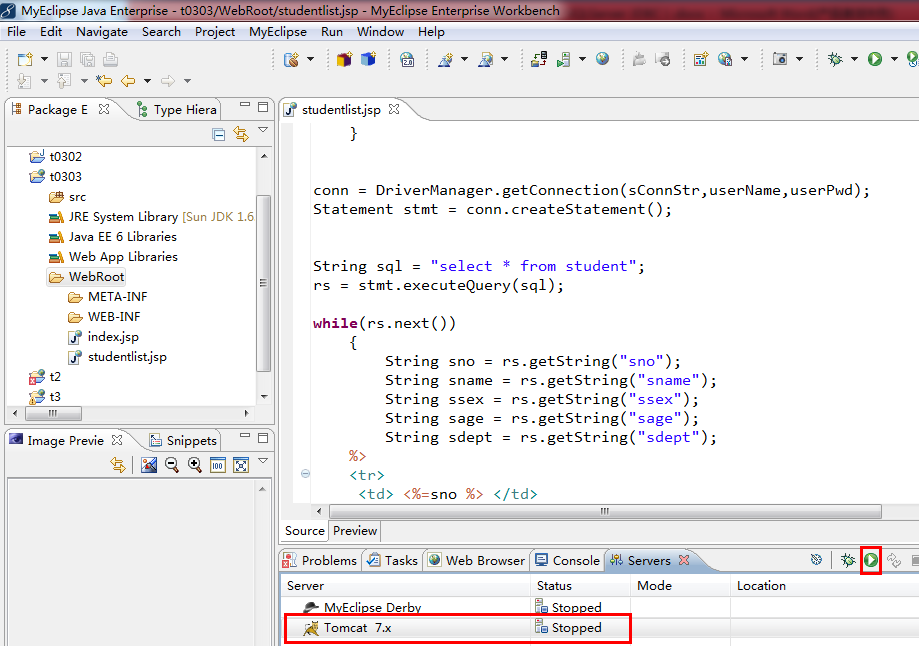 MyEclipse Java Enterprise - t0303/WebRoot/studentlist.jsp - MyEclipse Enterprise Workbench
File Edit Navigate Search Project MyEclipse Run Window Help
2.0
Package E Type Hiera
t0302
t0303
src
JRE System Library [Sun JDK 1.6
Java EE 6 Libraries
Web App Libraries
WebRoot
META-INF
WEB-INF
index.jsp
studentlist.jsp
t2
t3
Image Previe Snippets
100
studentlist.jsp
}
conn = DriverManager.getConnection(sConnStr,userName,userPwd);
Statement stmt = conn.createStatement();
String sql = "select * from student";
rs = stmt.executeQuery(sql);
while(rs.next())
{
String sno = rs.getString("sno");
String sname = rs.getString("sname");
String ssex = rs.getString("ssex");
String sage = rs.getString("sage");
String sdept = rs.getString("sdept");
%>
<tr>
<td> <%=sno %> </td>
Source Preview
Problems Tasks Web Browser Console Servers
Server Status Mode Location
MyEclipse Derby Stopped
Tomcat 7.x Stopped